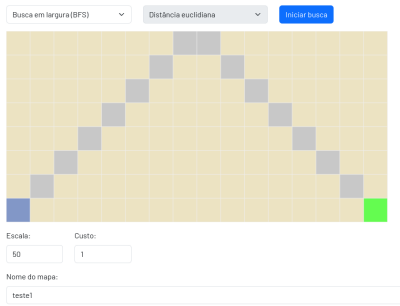 Busca em largura (BFS) Distância euclidiana Iniciar busca
Escala: Custo:
50 1
Nome do mapa:
teste1